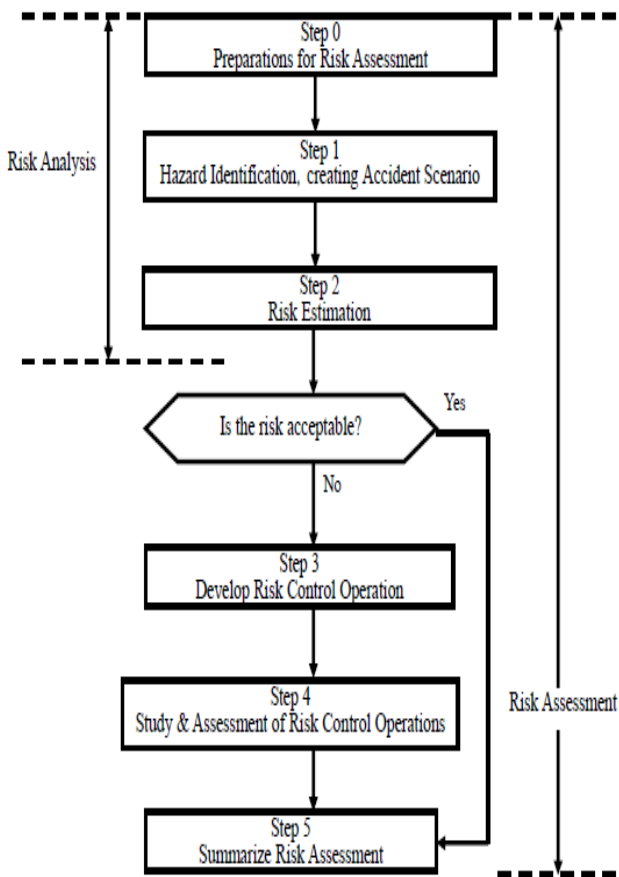 Step 0
Preparations for Risk Assessment
Risk Analysis
Step 1
Hazard Identification, creating Accident Scenario
Step 2
Risk Estimation
Is the risk acceptable?
Yes
No
Step 3
Develop Risk Control Operation
Step 4
Study & Assessment of Risk Control Operations
Risk Assessment
Step 5
Summarize Risk Assessment